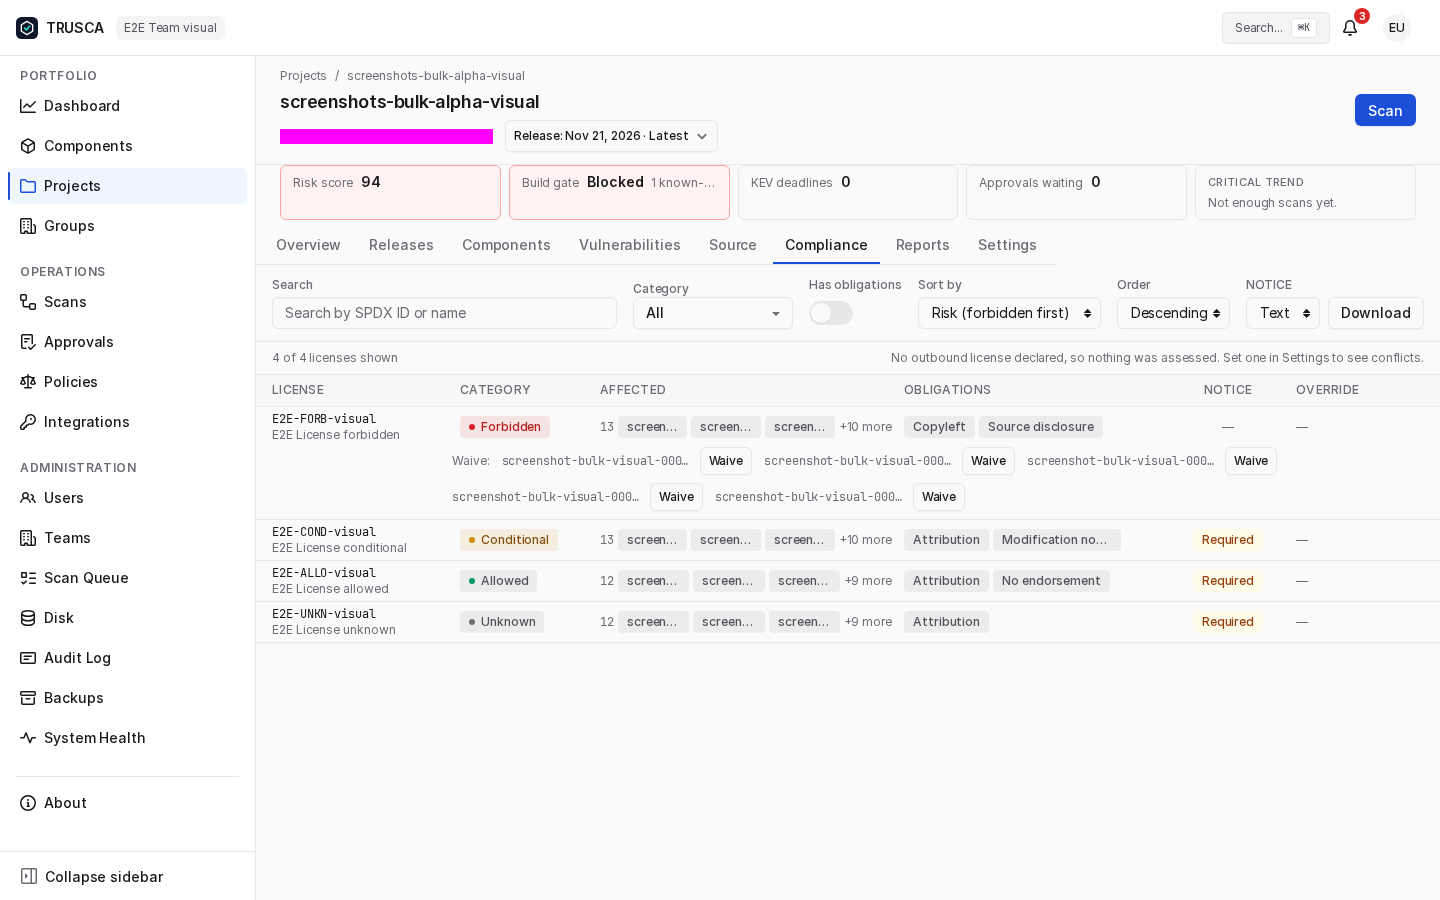 TRUSCA E2E Team visual Search... ⌘K 3 EU
PORTFOLIO
Dashboard
Components
Projects
Groups
OPERATIONS
Scans
Approvals
Policies
Integrations
ADMINISTRATION
Users
Teams
Scan Queue
Disk
Audit Log
Backups
System Health
About
Collapse sidebar
Projects / screenshots-bulk-alpha-visual
screenshots-bulk-alpha-visual
Scan
Release: Nov 21, 2026 · Latest
Risk score 94
Build gate Blocked 1 known-...
KEV deadlines 0
Approvals waiting 0
CRITICAL TREND
Not enough scans yet.
Overview Releases Components Vulnerabilities Source Compliance Reports Settings
Search Category Has obligations Sort by Order NOTICE
Search by SPDX ID or name All Risk (forbidden first) Descending Text Download
4 of 4 licenses shown No outbound license declared, so nothing was assessed. Set one in Settings to see conflicts.
LICENSE CATEGORY AFFECTED OBLIGATIONS NOTICE OVERRIDE
E2E-FORB-visual Forbidden 13 screen... screen... screen... +10 more Copyleft Source disclosure — —
E2E License forbidden
Waive: screenshot-bulk-visual-000… Waive screenshot-bulk-visual-000… Waive screenshot-bulk-visual-000… Waive
screenshot-bulk-visual-000… Waive screenshot-bulk-visual-000… Waive
E2E-COND-visual Conditional 13 screen... screen... screen... +10 more Attribution Modification no... Required —
E2E License conditional
E2E-ALLO-visual Allowed 12 screen... screen... screen... +9 more Attribution No endorsement Required —
E2E License allowed
E2E-UNKN-visual Unknown 12 screen... screen... screen... +9 more Attribution Required —
E2E License unknown